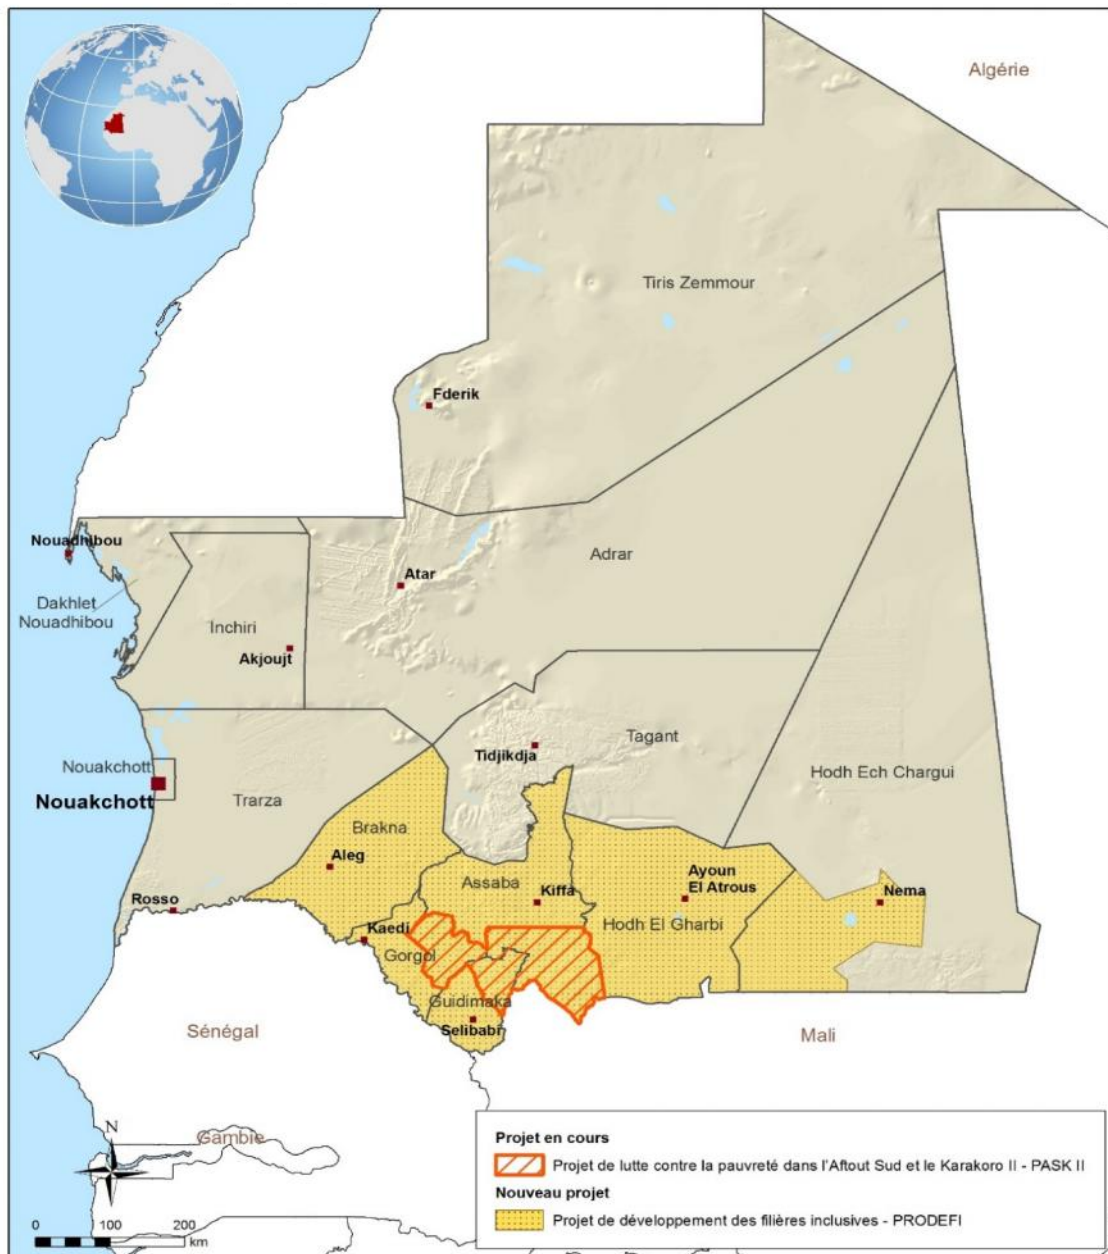 Algérie
Tiris Zemmour
Fderik
Nouadhibou
Adrar
Atar
Dakhlet
Nouadhibou
Inchiri
Akjoujt
Tagant
Tidjikdja
Nouakchott
Hodh Ech Chargui
Nouakchott
Trarza
Brakna
Aleg
Ayoun
El Atrous
Assaba
Kiffa
Nema
Rosso
Hodh El Gharbi
Kaedi
Gorgol
Guidimaka
Selibabi
Sénégal
Mali
N
Gambie
Projet en cours
Projet de lutte contre la pauvreté dans l'Aftout Sud et le Karakoro II - PASK II
Nouveau projet
Projet de développement des filières inclusives - PRODEFI
0 100 200
km